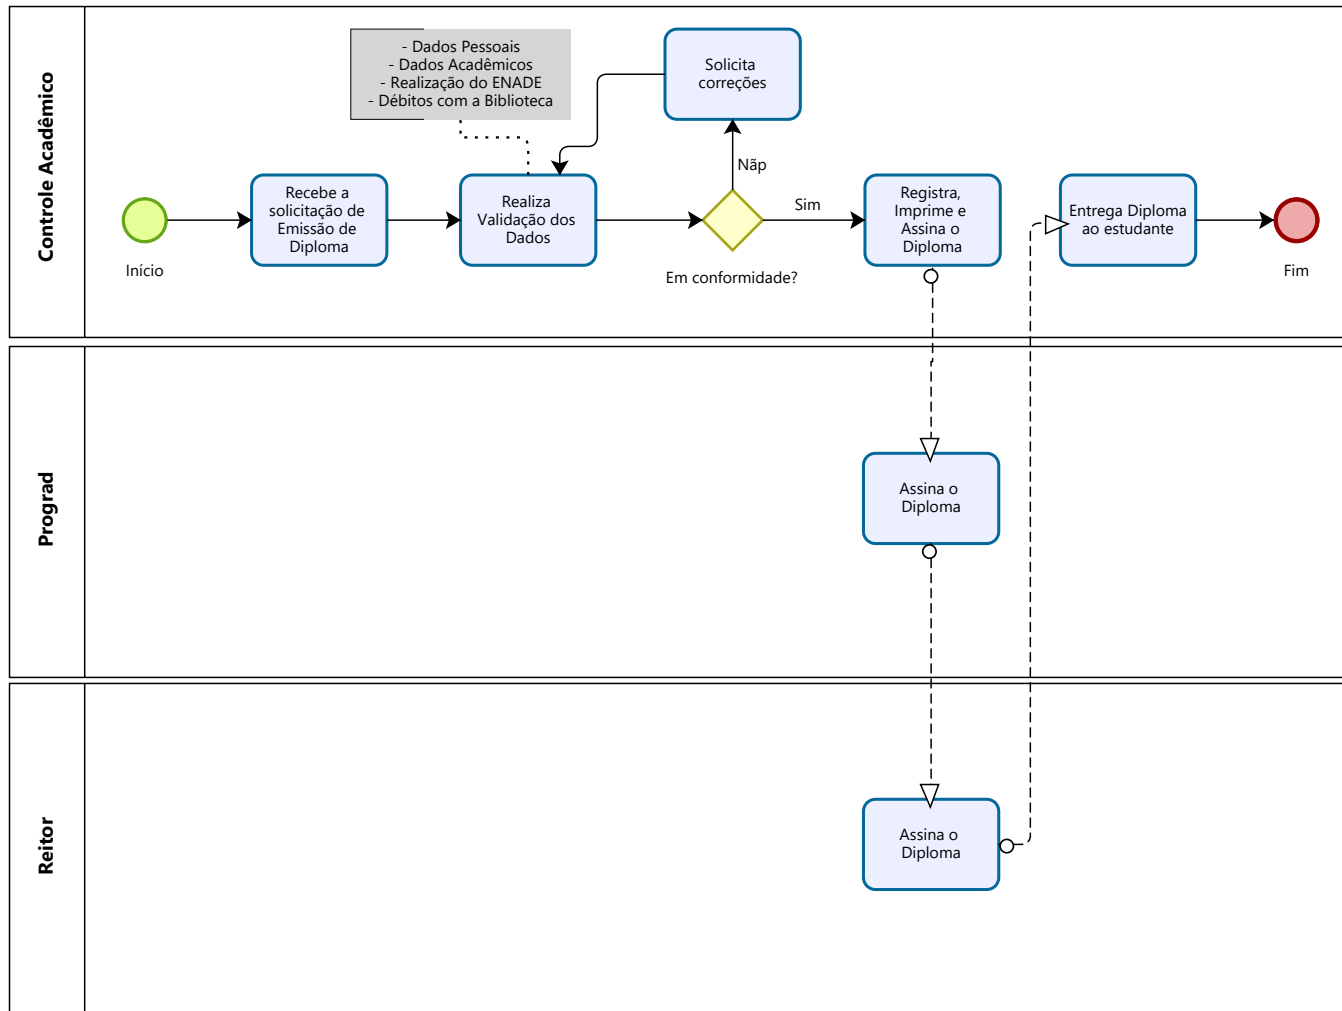 Controle Acadêmico
- Dados Pessoais
- Dados Acadêmicos
- Realização do ENADE
- Débitos com a Biblioteca
Solicita
correções
Início
Recebe a
solicitação de
Emissão de
Diploma
Realiza
Validação dos
Dados
Nãp
Em conformidade?
Sim
Registra,
Imprime e
Assina o
Diploma
Entrega Diploma
ao estudante
Fim
Prograd
Assina o
Diploma
Reitor
Assina o
Diploma